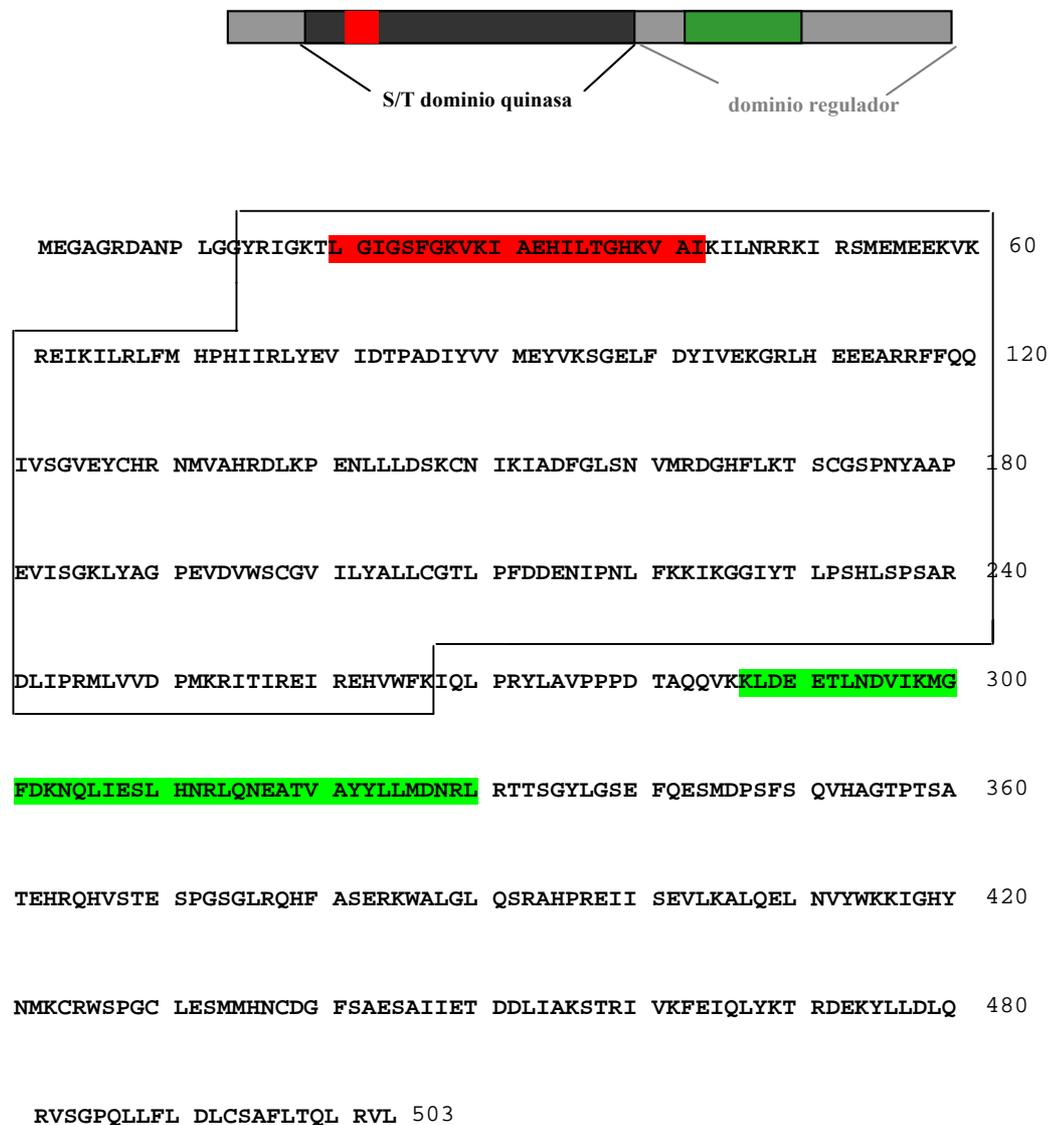 S/T dominio quinasa
dominio regulador
MEGAGRDANP LGGYRIGKTL GIGSFGKVKI AEHILTGHKV AIKILNRRKI RSMEMEEKVK 60
REIKILRLFM HPHIIRLYEV IDTPADIYVV MEYVKSGELF DYIVEKGRLH EEEARRFFQQ 120
IVSGVEYCHR NMVAHRDLKP ENLLLDSKCN IKIADFGLSN VMRDGHFLKT SCGSPNYAAP 180
EVISGKLYAG PEVDVWSCGV ILYALLCGTL PFDDENIPNL FKKIKGGIYT LPSHLSPSAR 240
DLIPRMLVVD PMKRITIREI REHVWFKIQL PRYLAVPPPD TAQQVKKLDE ETLNDVIKMG 300
FDKNQLIESL HNRLQNEATV AYYLLMDNRL RTTSGYLGSE FQESMDPSFS QVHAGTPTSA 360
TEHRQHVSTE SPGSGLRQHF ASERKWALGL QSRAHPREII SEVLKALQEL NVYWKKIGHY 420
NMKCRWSPGC LESMMHNCDG FSAESAIIET DDLIAKSTRI VKFEIQLYKT RDEKYLLDLQ 480
RVSGPQLLFL DLCSAFLTQL RVL 503